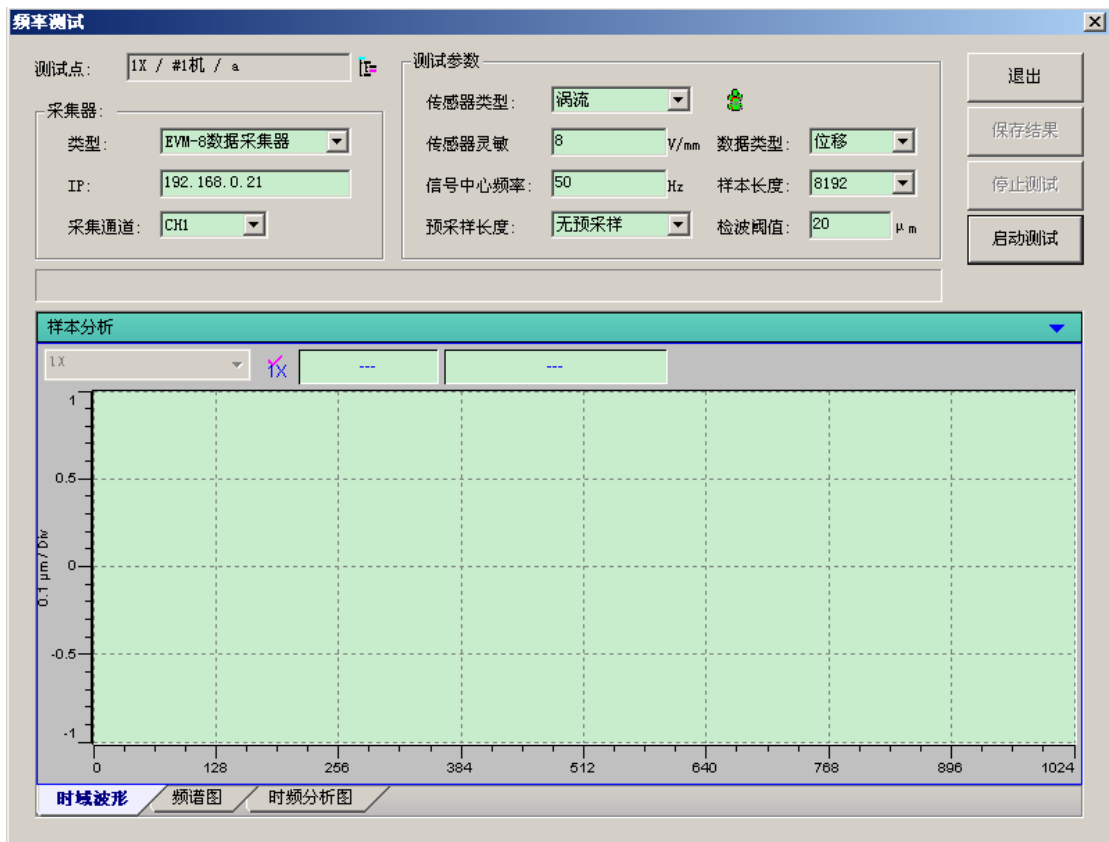 频率测试
测试点: 1X / #1机 / a
退出
采集器:
类型: EVM-8数据采集器
IP: 192.168.0.21
采集通道: CH1
测试参数
传感器类型: 涡流
传感器灵敏 8 V/mm 数据类型: 位移
信号中心频率: 50 Hz 样本长度: 8192
预采样长度: 无预采样 检波阈值: 20 μm
保存结果
停止测试
启动测试
样本分析
1X 1X --- ---
1
0.5
0
-0.5
-1
0.1 μm / Div
0 128 256 384 512 640 768 896 1024
时域波形 频谱图 时频分析图